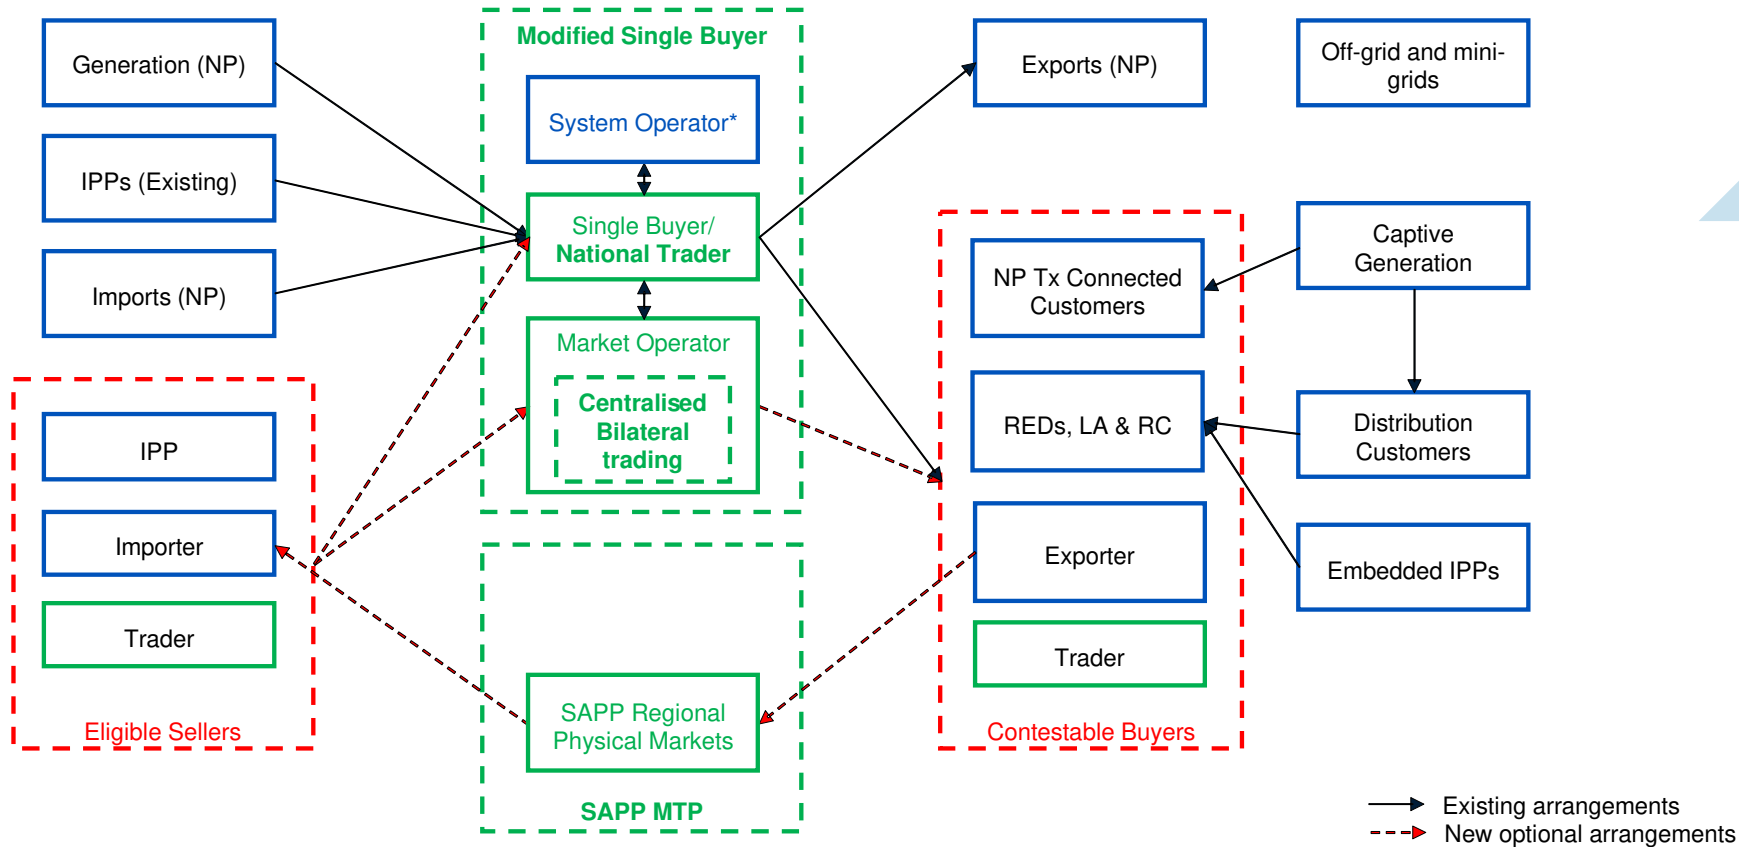 Generation (NP)
IPPs (Existing)
Imports (NP)
IPP
Importer
Trader
Eligible Sellers
Modified Single Buyer
System Operator*
Single Buyer/
National Trader
Market Operator
Centralised
Bilateral
trading
SAPP Regional
Physical Markets
SAPP MTP
Exports (NP)
NP Tx Connected
Customers
REDs, LA & RC
Exporter
Trader
Contestable Buyers
Off-grid and mini-
grids
Captive
Generation
Distribution
Customers
Embedded IPPs
Existing arrangements
New optional arrangements